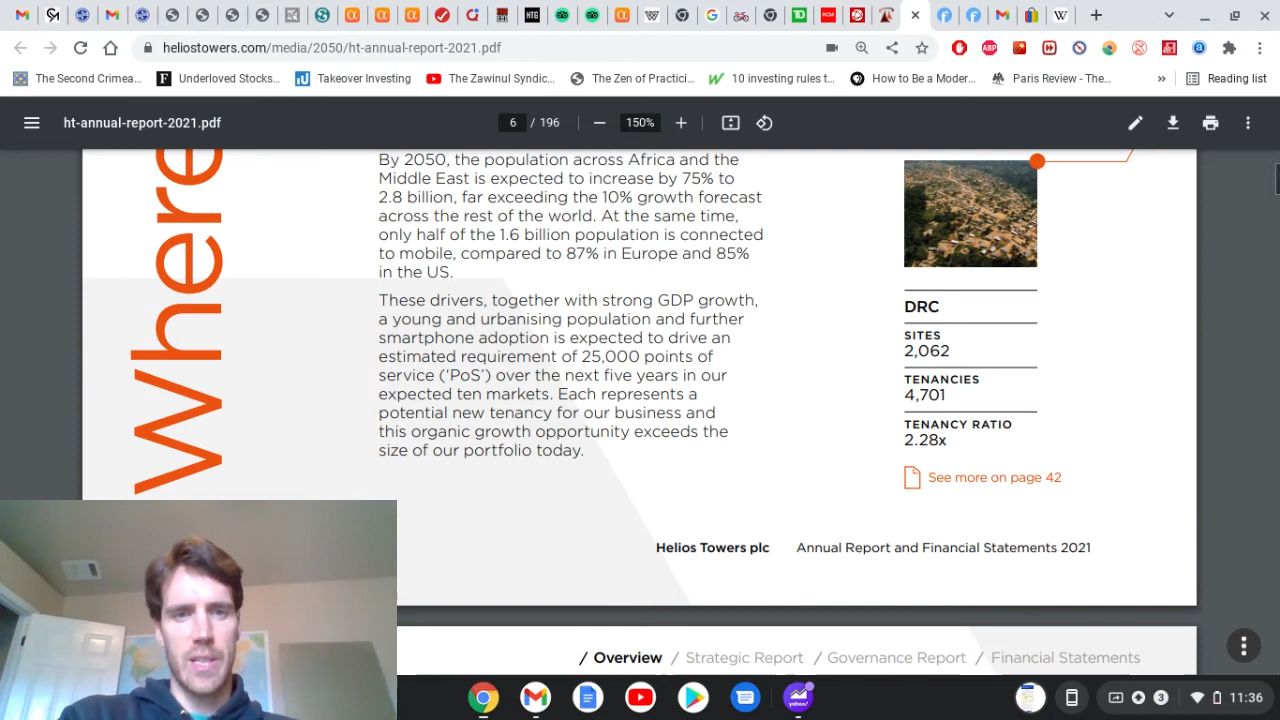 heliostowers.com/media/2050/ht-annual-report-2021.pdf
ABP
The Second Crimea...
Underloved Stocks...
Takeover Investing
The Zawinul Syndic...
The Zen of Practici...
10 investing rules t...
How to Be a Moder...
Paris Review - The...
»
Reading list
ht-annual-report-2021.pdf
6 / 196
150%
Where
By 2050, the population across Africa and the
Middle East is expected to increase by 75% to
2.8 billion, far exceeding the 10% growth forecast
across the rest of the world. At the same time,
only half of the 1.6 billion population is connected
to mobile, compared to 87% in Europe and 85%
in the US.
These drivers, together with strong GDP growth,
a young and urbanising population and further
smartphone adoption is expected to drive an
estimated requirement of 25,000 points of
service (‘PoS’) over the next five years in our
expected ten markets. Each represents a
potential new tenancy for our business and
this organic growth opportunity exceeds the
size of our portfolio today.
DRC
SITES
2,062
TENANCIES
4,701
TENANCY RATIO
2.28x
See more on page 42
Helios Towers plc Annual Report and Financial Statements 2021
/ Overview / Strategic Report / Governance Report / Financial Statements
yahoo!
3
11:36